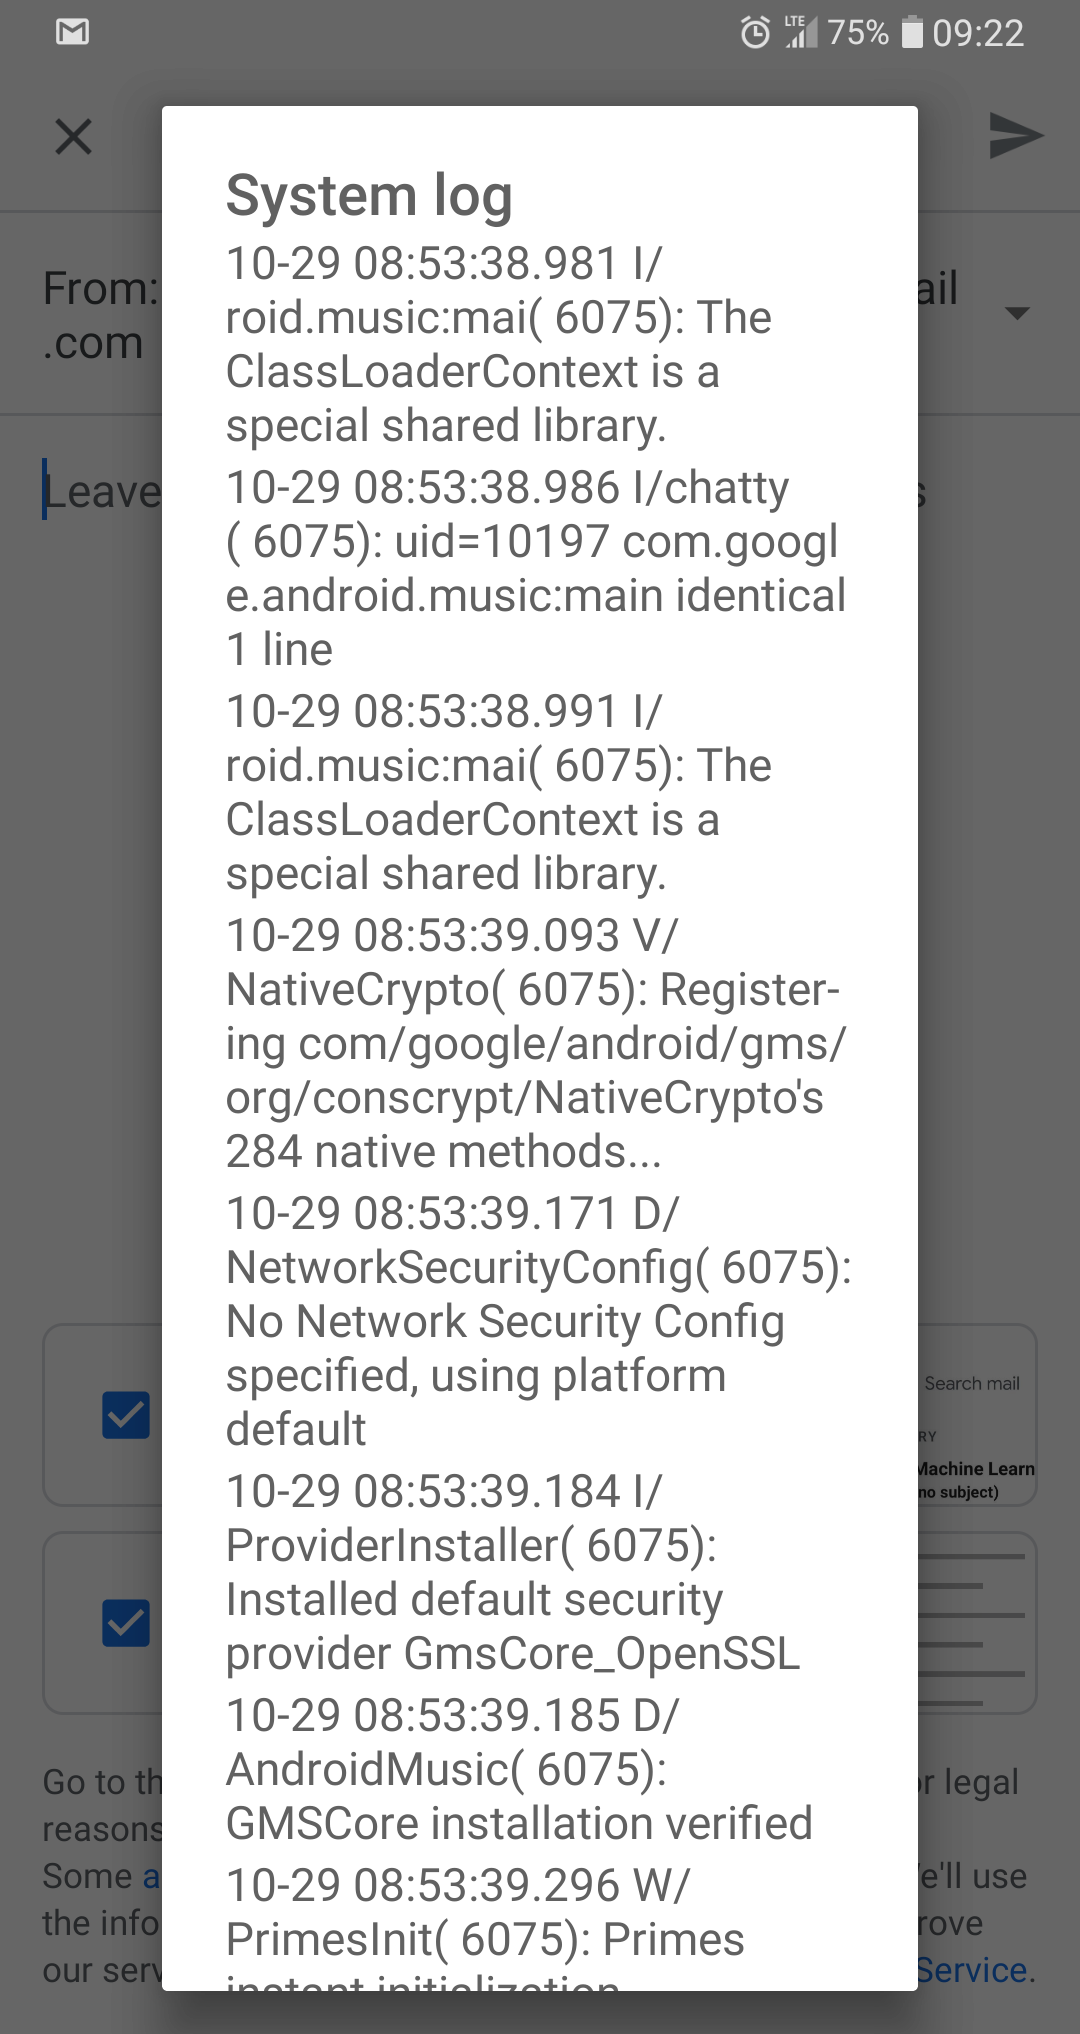 LTE 75% 09:22
System log
10-29 08:53:38.981 I/
roid.music:mai( 6075): The
ClassLoaderContext is a
special shared library.
10-29 08:53:38.986 I/chatty
( 6075): uid=10197 com.googl
e.android.music:main identical
1 line
10-29 08:53:38.991 I/
roid.music:mai( 6075): The
ClassLoaderContext is a
special shared library.
10-29 08:53:39.093 V/
NativeCrypto( 6075): Register-
ing com/google/android/gms/
org/conscrypt/NativeCrypto's
284 native methods...
10-29 08:53:39.171 D/
NetworkSecurityConfig( 6075):
No Network Security Config
specified, using platform
default
10-29 08:53:39.184 I/
ProviderInstaller( 6075):
Installed default security
provider GmsCore_OpenSSL
10-29 08:53:39.185 D/
AndroidMusic( 6075):
GMSCore installation verified
10-29 08:53:39.296 W/
PrimesInit( 6075): Primes
instant initialization
From: ail
.com
Leave
Search mail
RY
Machine Learn
no subject)
Go to legal
reasons
Some use
the info
our Service.